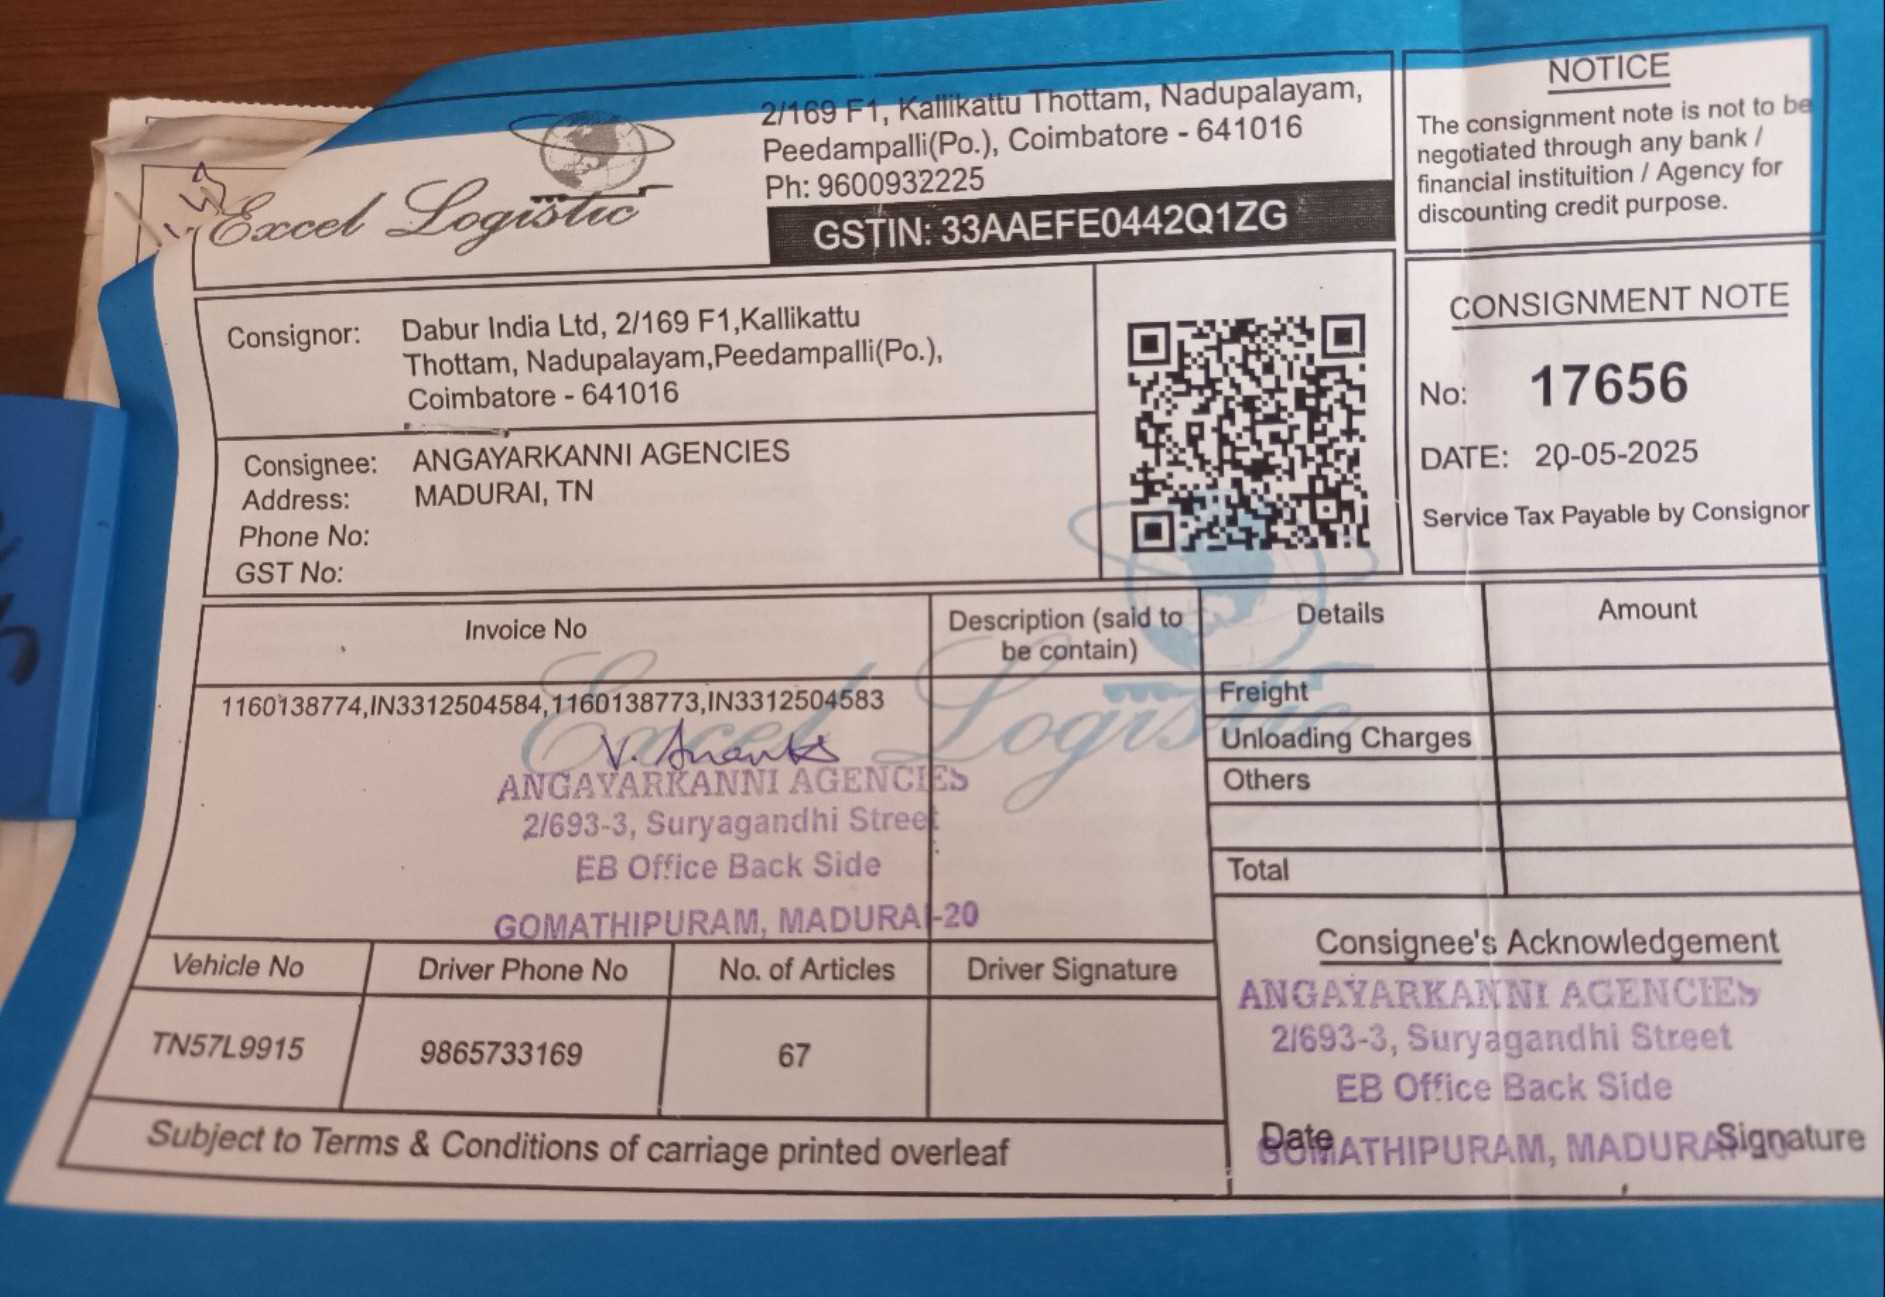 Excel Logistic
2/169 F1, Kallikattu Thottam, Nadupalayam,
Peedampalli(Po.), Coimbatore - 641016
Ph: 9600932225
GSTIN: 33AAEFE0442Q1ZG
NOTICE
The consignment note is not to be
negotiated through any bank /
financial instituition / Agency for
discounting credit purpose.
Consignor: Dabur India Ltd, 2/169 F1,Kallikattu
Thottam, Nadupalayam,Peedampalli(Po.),
Coimbatore - 641016
Consignee: ANGAYARKANNI AGENCIES
Address: MADURAI, TN
Phone No:
GST No:
CONSIGNMENT NOTE
No: 17656
DATE: 20-05-2025
Service Tax Payable by Consignor
Invoice No
Description (said to
be contain)
Details Amount
1160138774,IN3312504584,1160138773,IN3312504583
Excel Logistic
ANGAYARKANNI AGENCIES
2/693-3, Suryagandhi Street
EB Office Back Side
GOMATHIPURAM, MADURAI-20
Freight
Unloading Charges
Others
Total
Vehicle No Driver Phone No No. of Articles Driver Signature
TN57L9915 9865733169 67
Subject to Terms & Conditions of carriage printed overleaf
Consignee's Acknowledgement
ANGAYARKANNI AGENCIES
2/693-3, Suryagandhi Street
EB Office Back Side
GOMATHIPURAM,
Date Signature